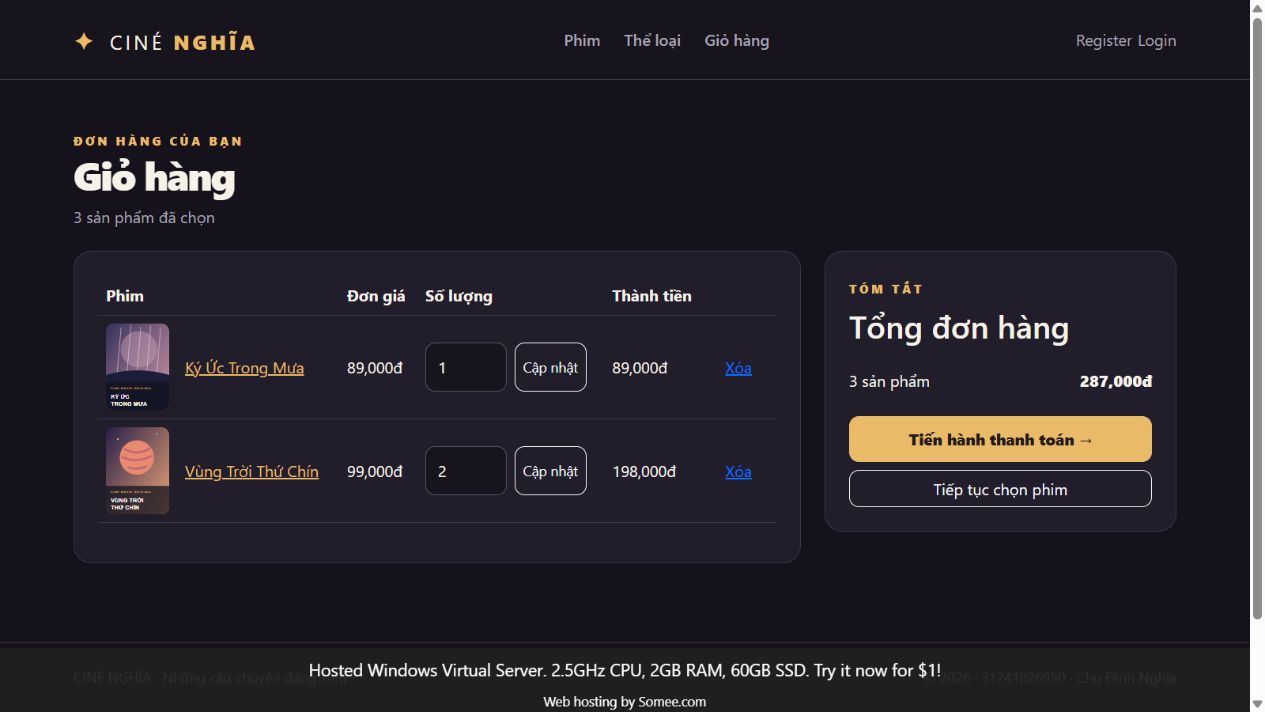 ✦ CINÉ NGHĨA
Phim Thể loại Giỏ hàng
Register Login
ĐƠN HÀNG CỦA BẠN
Giỏ hàng
3 sản phẩm đã chọn
Phim Đơn giá Số lượng Thành tiền
KÝ ỨC
TRONG MƯA
Ký Ức Trong Mưa 89,000đ 1 Cập nhật 89,000đ Xóa
VÙNG TRỜI
THỨ CHÍN
Vùng Trời Thứ Chín 99,000đ 2 Cập nhật 198,000đ Xóa
TÓM TẮT
Tổng đơn hàng
3 sản phẩm 287,000đ
Tiến hành thanh toán →
Tiếp tục chọn phim
Hosted Windows Virtual Server. 2.5GHz CPU, 2GB RAM, 60GB SSD. Try it now for $1!
CINÉ NGHĨA · Những câu chuyện đáng xem
2026 · 31241026950 · Chu Đình Nghĩa
Web hosting by Somee.com